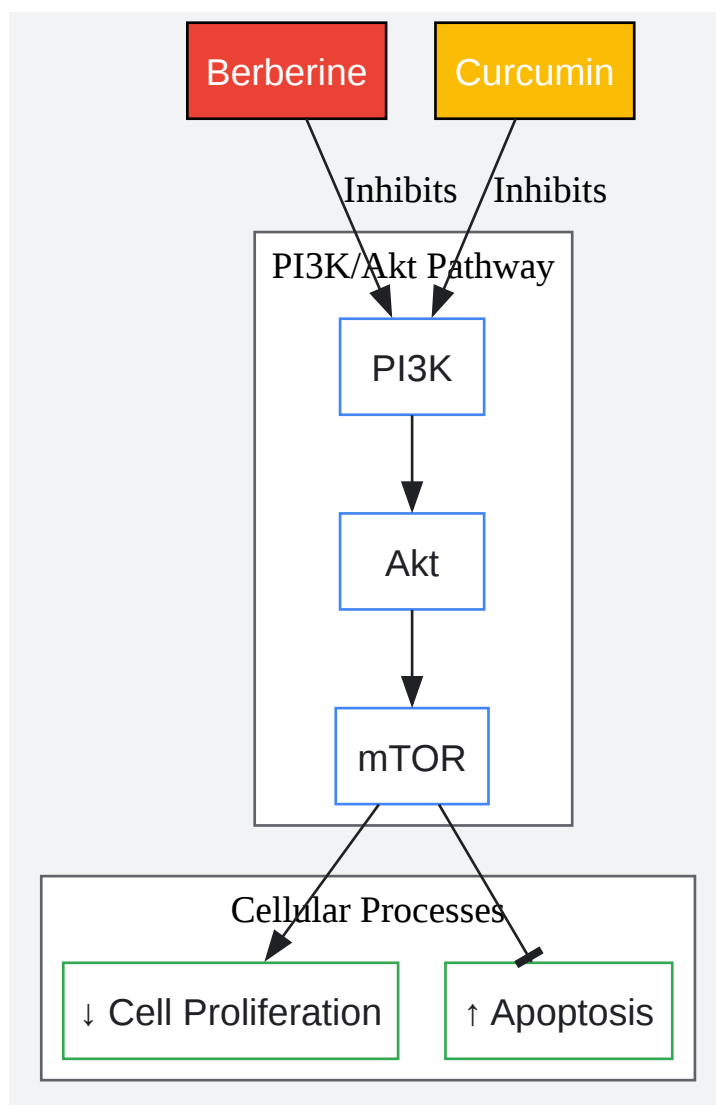 Berberine
Curcumin
Inhibits
Inhibits
PI3K/Akt Pathway
PI3K
Akt
mTOR
Cellular Processes
↓ Cell Proliferation
↑ Apoptosis